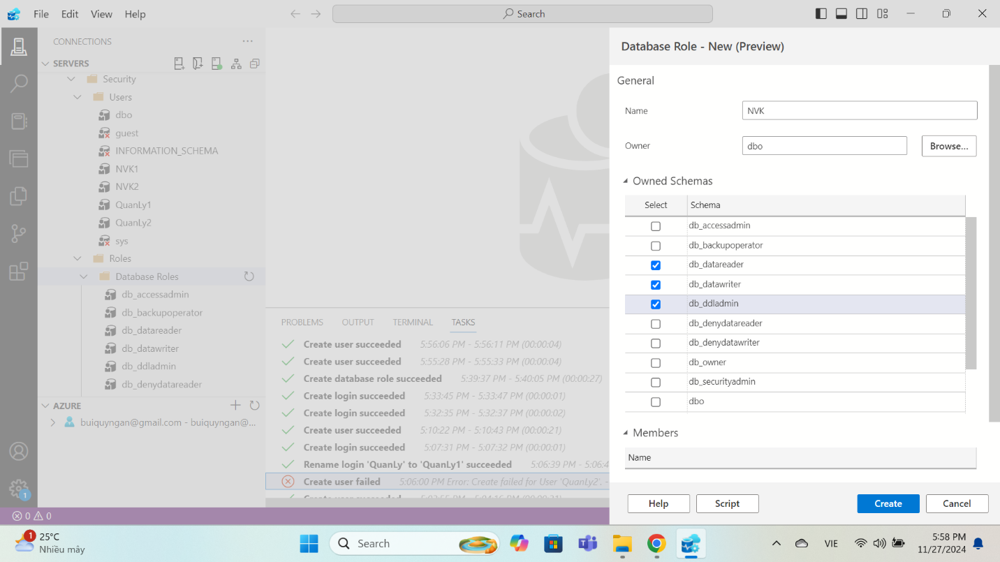 File Edit View Help
Search
CONNECTIONS
SERVERS
Security
Users
dbo
guest
INFORMATION_SCHEMA
NVK1
NVK2
QuanLy1
QuanLy2
sys
Roles
Database Roles
db_accessadmin
db_backupoperator
db_datareader
db_datawriter
db_ddladmin
db_denydatareader
AZURE
buiquyngan@gmail.com - buiquyngan@...
1
PROBLEMS OUTPUT TERMINAL TASKS
Create user succeeded 5:56:06 PM - 5:56:11 PM (00:00:04)
Create user succeeded 5:55:28 PM - 5:55:33 PM (00:00:04)
Create database role succeeded 5:39:37 PM - 5:40:05 PM (00:00:27)
Create login succeeded 5:33:45 PM - 5:33:47 PM (00:00:01)
Create login succeeded 5:32:35 PM - 5:32:37 PM (00:00:02)
Create user succeeded 5:10:22 PM - 5:10:43 PM (00:00:21)
Create login succeeded 5:07:31 PM - 5:07:32 PM (00:00:01)
Rename login 'QuanLy' to 'QuanLy1' succeeded 5:06:39 PM - 5:06:4
Create user failed 5:06:00 PM Error: Create failed for User 'QuanLy2'. -
Database Role - New (Preview)
General
Name NVK
Owner dbo Browse...
Owned Schemas
Select Schema
db_accessadmin
db_backupoperator
db_datareader
db_datawriter
db_ddladmin
db_denydatareader
db_denydatawriter
db_owner
db_securityadmin
dbo
Members
Name
Help Script Create Cancel
0 0
1
25°C
Nhiều mây
Search
VIE
5:58 PM
11/27/2024